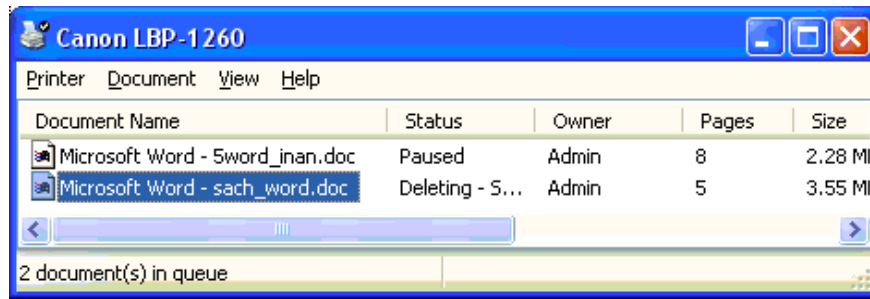 Canon LBP-1260
Printer Document View Help
Document Name Status Owner Pages Size
Microsoft Word - 5word_inan.doc Paused Admin 8 2.28 M
Microsoft Word - sach_word.doc Deleting - S... Admin 5 3.55 M
2 document(s) in queue